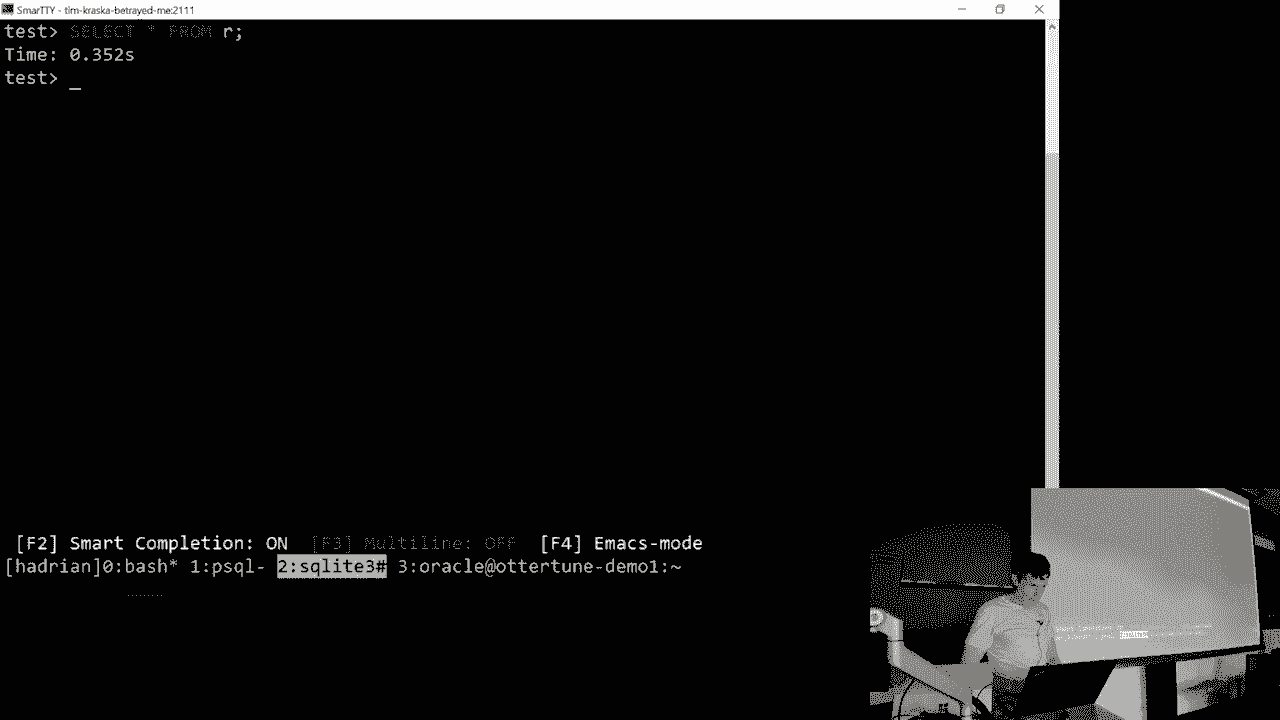 SmarTTY - tim-kraska-betrayed-me:2111
test> SELECT * FROM r;
Time: 0.352s
test> _
[F2] Smart Completion: ON [F3] Multiline: OFF [F4] Emacs-mode
[hadrian]0:bash* 1:psql- 2:sqlite3# 3:oracle@ottertune-demo1:~